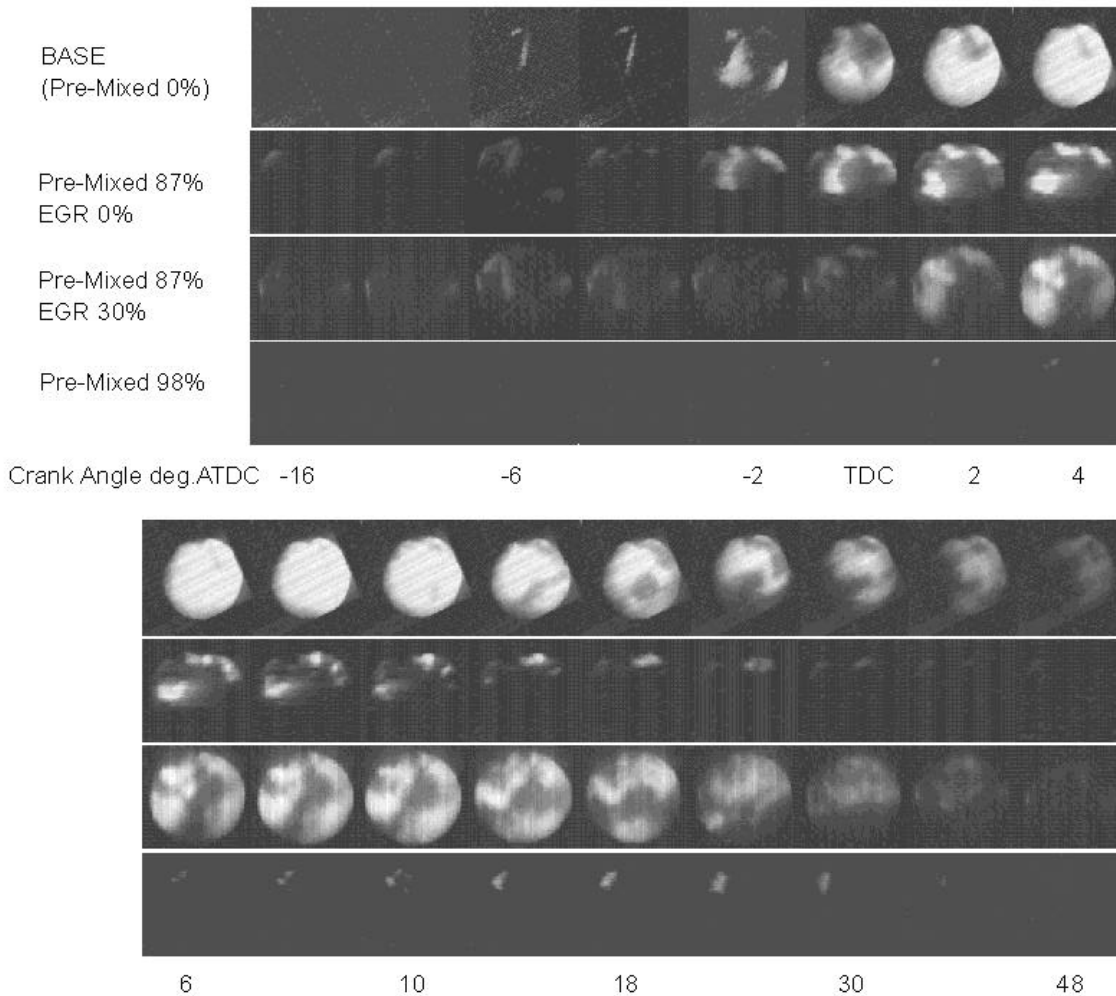 BASE
(Pre-Mixed 0%)
Pre-Mixed 87%
EGR 0%
Pre-Mixed 87%
EGR 30%
Pre-Mixed 98%
Crank Angle deg.ATDC -16 -6 -2 TDC 2 4
6 10 18 30 48